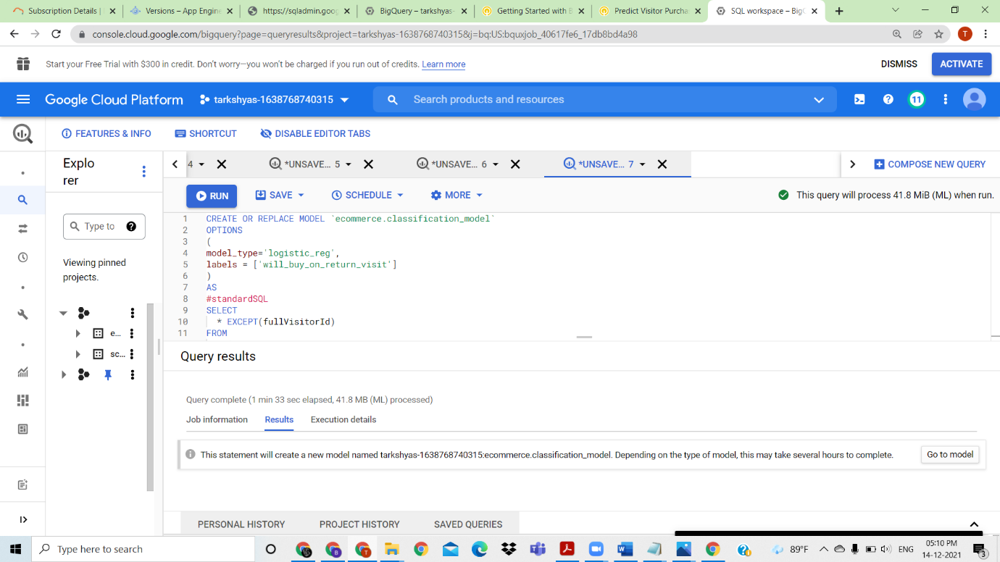 Subscription Details |
Versions – App Engine
https://sqladmin.goog
BigQuery – tarkshyas-
Getting Started with B
Predict Visitor Purcha
SQL workspace – BigQ
console.cloud.google.com/bigquery?page=queryresults&project=tarkshyas-1638768740315&j=bq:US:bquxjob_40617fe6_17db8bd4a98
T
Start your Free Trial with $300 in credit. Don't worry—you won't be charged if you run out of credits. Learn more
DISMISS
ACTIVATE
Google Cloud Platform
tarkshyas-1638768740315
Search products and resources
11
FEATURES & INFO
SHORTCUT
DISABLE EDITOR TABS
Explo
rer
4
*UNSAVE... 5
*UNSAVE... 6
*UNSAVE... 7
COMPOSE NEW QUERY
RUN
SAVE
SCHEDULE
MORE
This query will process 41.8 MiB (ML) when run.
Type to
Viewing pinned
projects.
e...
sc...
1 CREATE OR REPLACE MODEL `ecommerce.classification_model`
2 OPTIONS
3 (
4 model_type='logistic_reg',
5 labels = ['will_buy_on_return_visit']
6 )
7 AS
8 #standardSQL
9 SELECT
10 * EXCEPT(fullVisitorId)
11 FROM
Query results
Query complete (1 min 33 sec elapsed, 41.8 MB (ML) processed)
Job information
Results
Execution details
This statement will create a new model named tarkshyas-1638768740315:ecommerce.classification_model. Depending on the type of model, this may take several hours to complete.
Go to model
PERSONAL HISTORY
PROJECT HISTORY
SAVED QUERIES
Type here to search
89°F
ENG
05:10 PM
14-12-2021
3